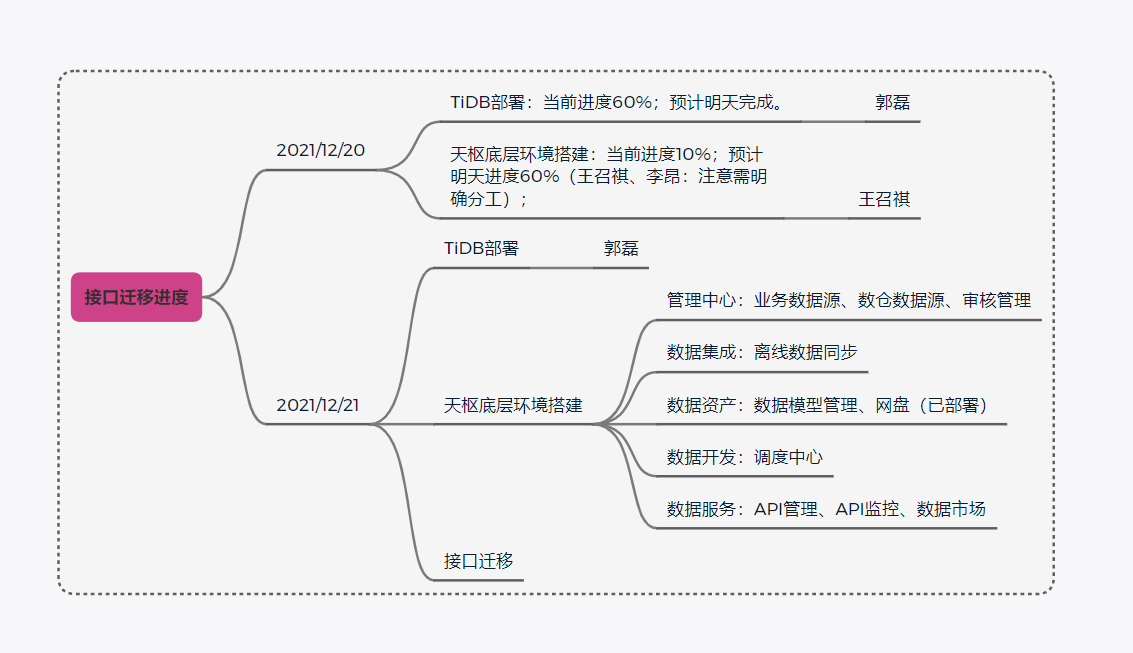 接口迁移进度
2021/12/20
TiDB部署：当前进度60%；预计明天完成。
郭磊
天枢底层环境搭建：当前进度10%；预计
明天进度60%（王召祺、李昂：注意需明
确分工）；
王召祺
2021/12/21
TiDB部署
郭磊
天枢底层环境搭建
管理中心：业务数据源、数仓数据源、审核管理
数据集成：离线数据同步
数据资产：数据模型管理、网盘（已部署）
数据开发：调度中心
数据服务：API管理、API监控、数据市场
接口迁移